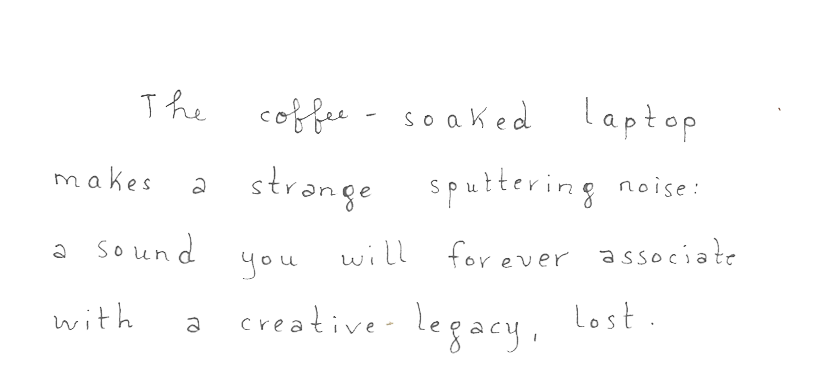 The coffee-soaked laptop
makes a strange sputtering noise:
a sound you will forever associate
with a creative-legacy, lost.